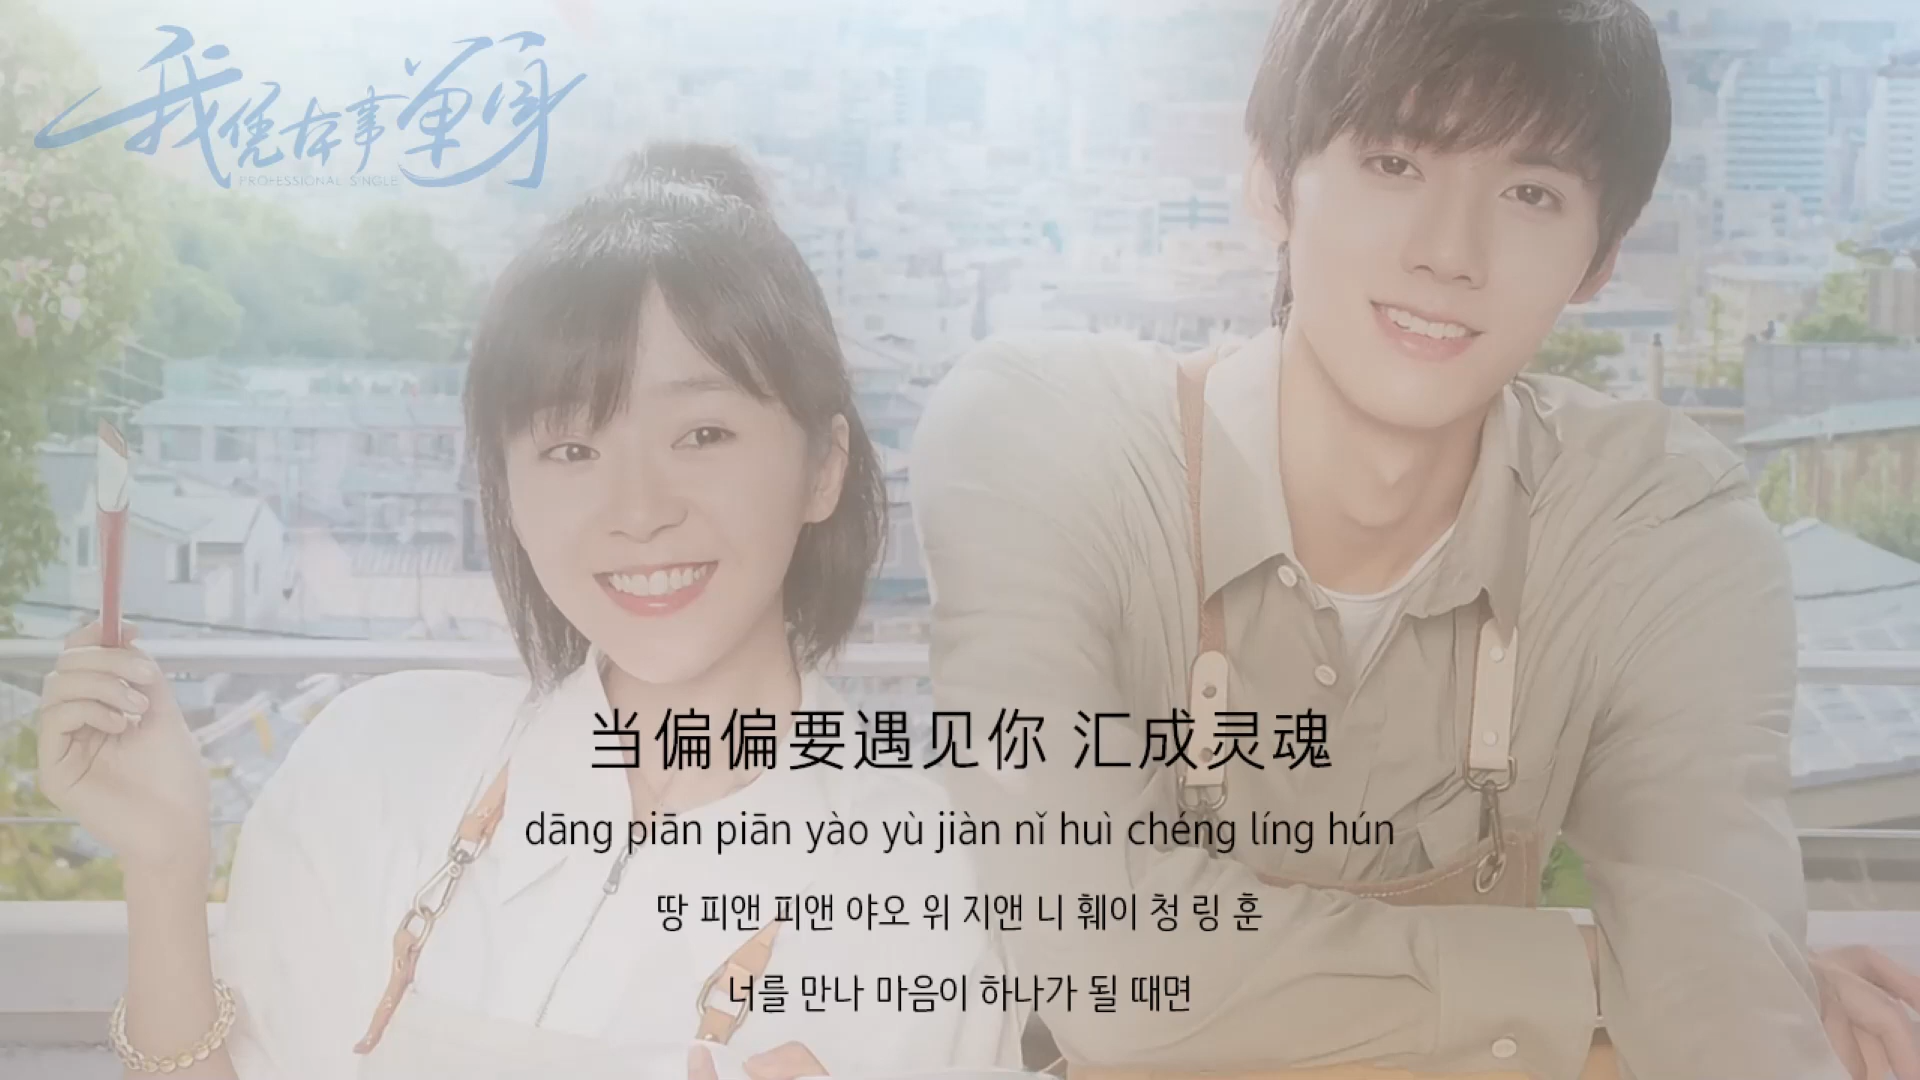 我凭本事单身
PROFESSIONAL SINGLE
当偏偏要遇见你 汇成灵魂
dāng piān piān yào yù jiàn nǐ huì chéng líng hún
땅 피앤 피앤 야오 위 지앤 니 훼이 청 링 훈
너를 만나 마음이 하나가 될 때면